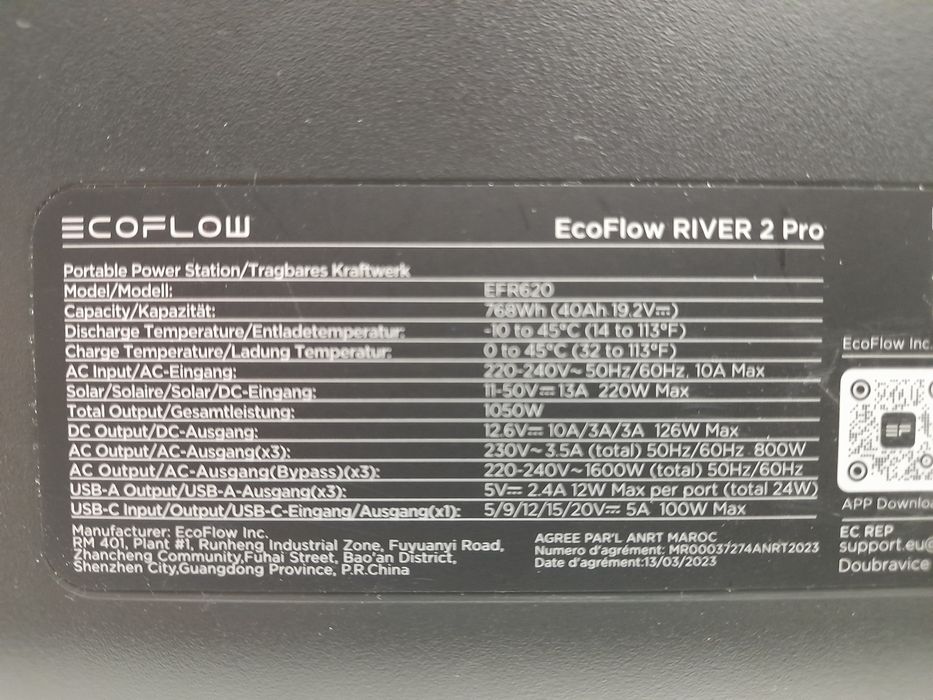 ECOFLOW
EcoFlow RIVER 2 Pro
Portable Power Station/Tragbares Kraftwerk
Model/Modell: EFR620
Capacity/Kapazität: 768Wh (40Ah 19.2V⎓)
Discharge Temperature/Entladetemperatur: -10 to 45°C (14 to 113°F)
Charge Temperature/Ladung Temperatur: 0 to 45°C (32 to 113°F)
AC Input/AC-Eingang: 220-240V~ 50Hz/60Hz, 10A Max
Solar/Solaire/Solar/DC-Eingang: 11-50V⎓ 13A 220W Max
Total Output/Gesamtleistung: 1050W
DC Output/DC-Ausgang: 12.6V⎓ 10A/3A/3A 126W Max
AC Output/AC-Ausgang(x3): 230V~ 3.5A (total) 50Hz/60Hz 800W
AC Output/AC-Ausgang(Bypass)(x3): 220-240V~ 1600W (total) 50Hz/60Hz
USB-A Output/USB-A-Ausgang(x3): 5V⎓ 2.4A 12W Max per port (total 24W)
USB-C Input/Output/USB-C-Eingang/Ausgang(x1): 5/9/12/15/20V⎓ 5A 100W Max
Manufacturer: EcoFlow Inc.
RM 401, Plant #1, Runheng Industrial Zone, Fuyuanyi Road,
Zhancheng Community,Fuhai Street, Bao'an District,
Shenzhen City,Guangdong Province, P.R.China
AGREE PAR'L ANRT MAROC
Numero d'agrément: MR00037274ANRT2023
Date d'agrément:13/03/2023
EcoFlow Inc.
EF
APP Downloa
EC REP
support.eu@
Doubravice